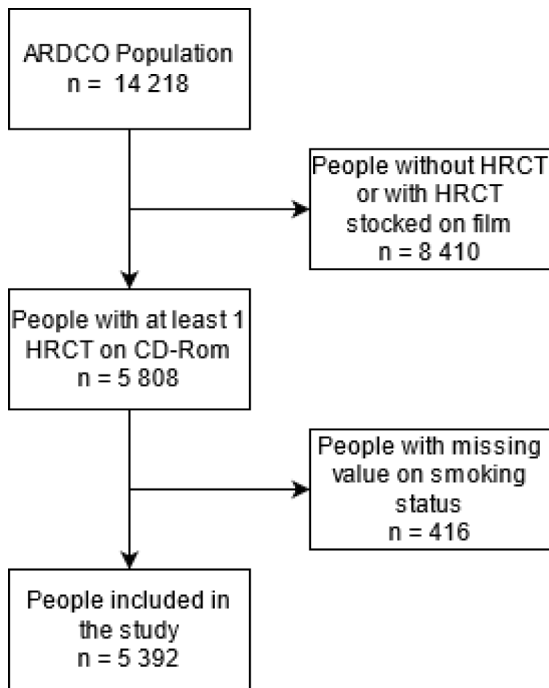 ARDCO Population
n = 14 218
People without HRCT
or with HRCT
stocked on film
n = 8 410
People with at least 1
HRCT on CD-Rom
n = 5 808
People with missing
value on smoking
status
n = 416
People included in
the study
n = 5 392